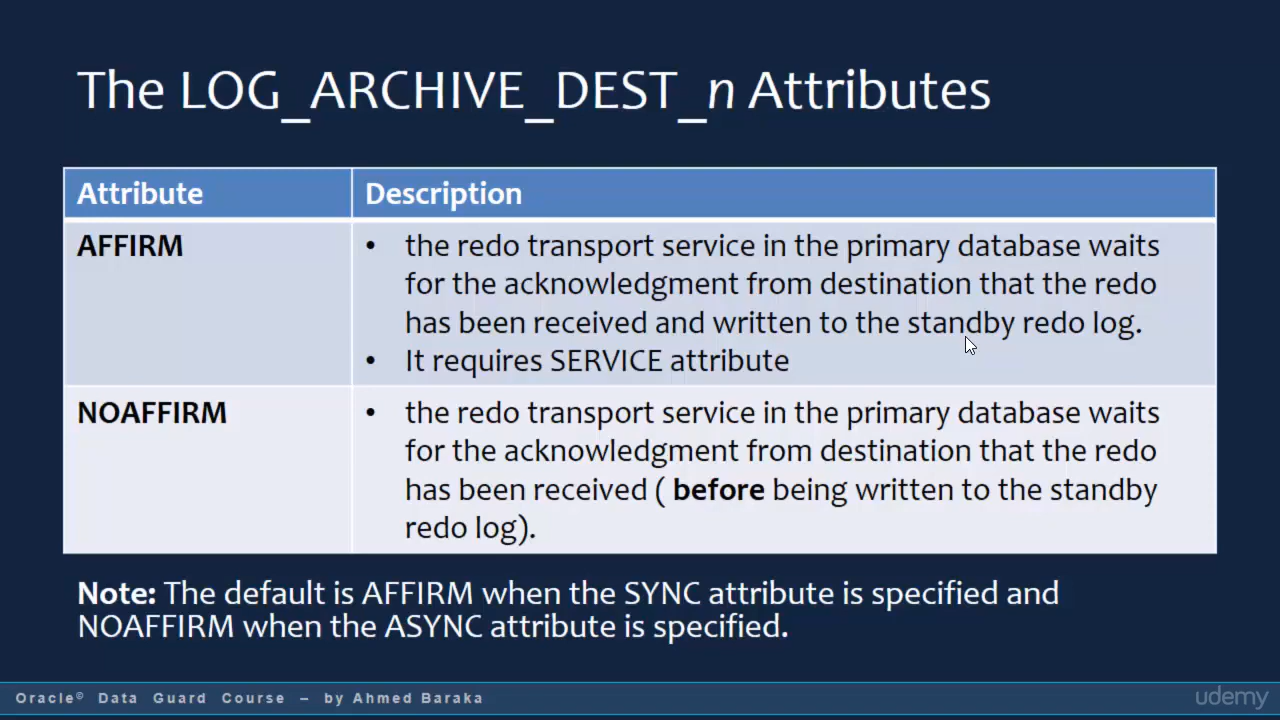 The LOG_ARCHIVE_DEST_n Attributes
Attribute
Description
AFFIRM
• the redo transport service in the primary database waits
for the acknowledgment from destination that the redo
has been received and written to the standby redo log.
• It requires SERVICE attribute
NOAFFIRM
• the redo transport service in the primary database waits
for the acknowledgment from destination that the redo
has been received ( before being written to the standby
redo log).
Note: The default is AFFIRM when the SYNC attribute is specified and
NOAFFIRM when the ASYNC attribute is specified.
Oracle© Data Guard Course – by Ahmed Baraka
udemy